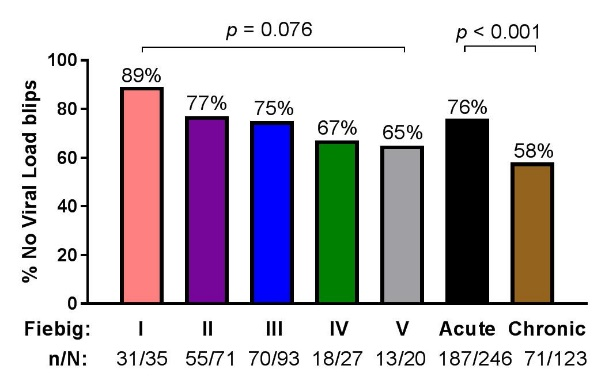 p = 0.076
p < 0.001
% No Viral Load blips
100
80
60
40
20
0
89%
77%
75%
67%
65%
76%
58%
Fiebig: I II III IV V Acute Chronic
n/N: 31/35 55/71 70/93 18/27 13/20 187/246 71/123